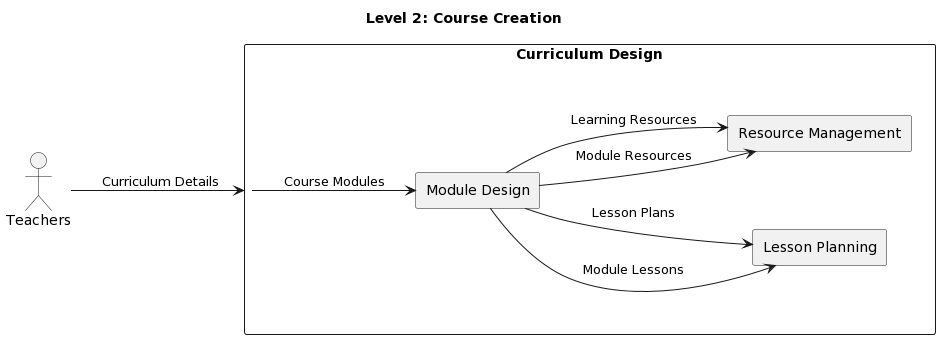 Level 2: Course Creation
Curriculum Design
Learning Resources
Resource Management
Module Resources
Curriculum Details
Course Modules
Module Design
Teachers
Lesson Plans
Lesson Planning
Module Lessons